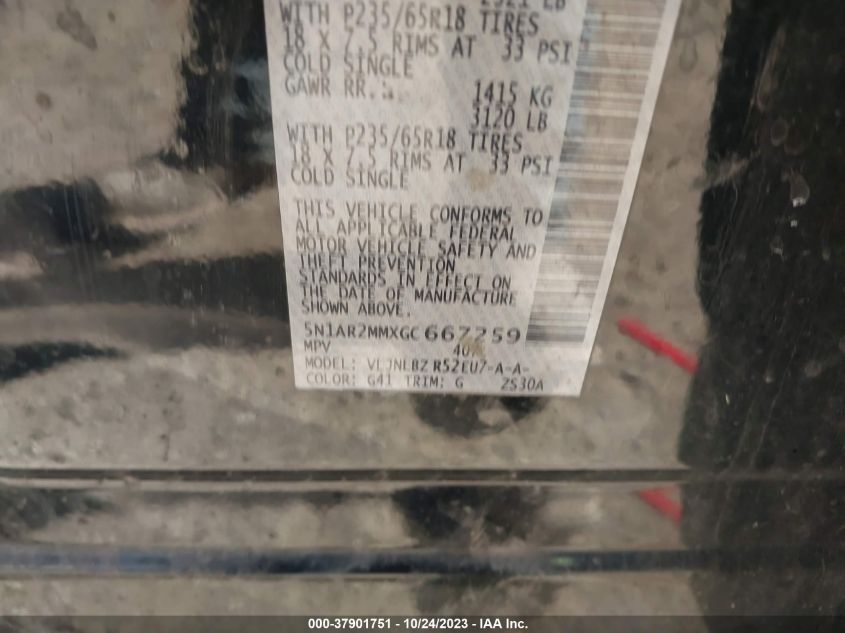 WITH P235/65R18 TIRES
18 X 7.5 RIMS AT 33 PSI
COLD SINGLE
GAWR RR.: 1415 KG
3120 LB
WITH P235/65R18 TIRES
18 X 7.5 RIMS AT 33 PSI
COLD SINGLE
THIS VEHICLE CONFORMS TO
ALL APPLICABLE FEDERAL
MOTOR VEHICLE SAFETY AND
THEFT PREVENTION
STANDARDS IN EFFECT ON
THE DATE OF MANUFACTURE
SHOWN ABOVE.
5N1AR2MMXGC667259
MPV
MODEL: VLJNLBZ R52EUZ-A-A-
COLOR: G41 TRIM: G ZS30A
000-37901751 - 10/24/2023 - IAA Inc.